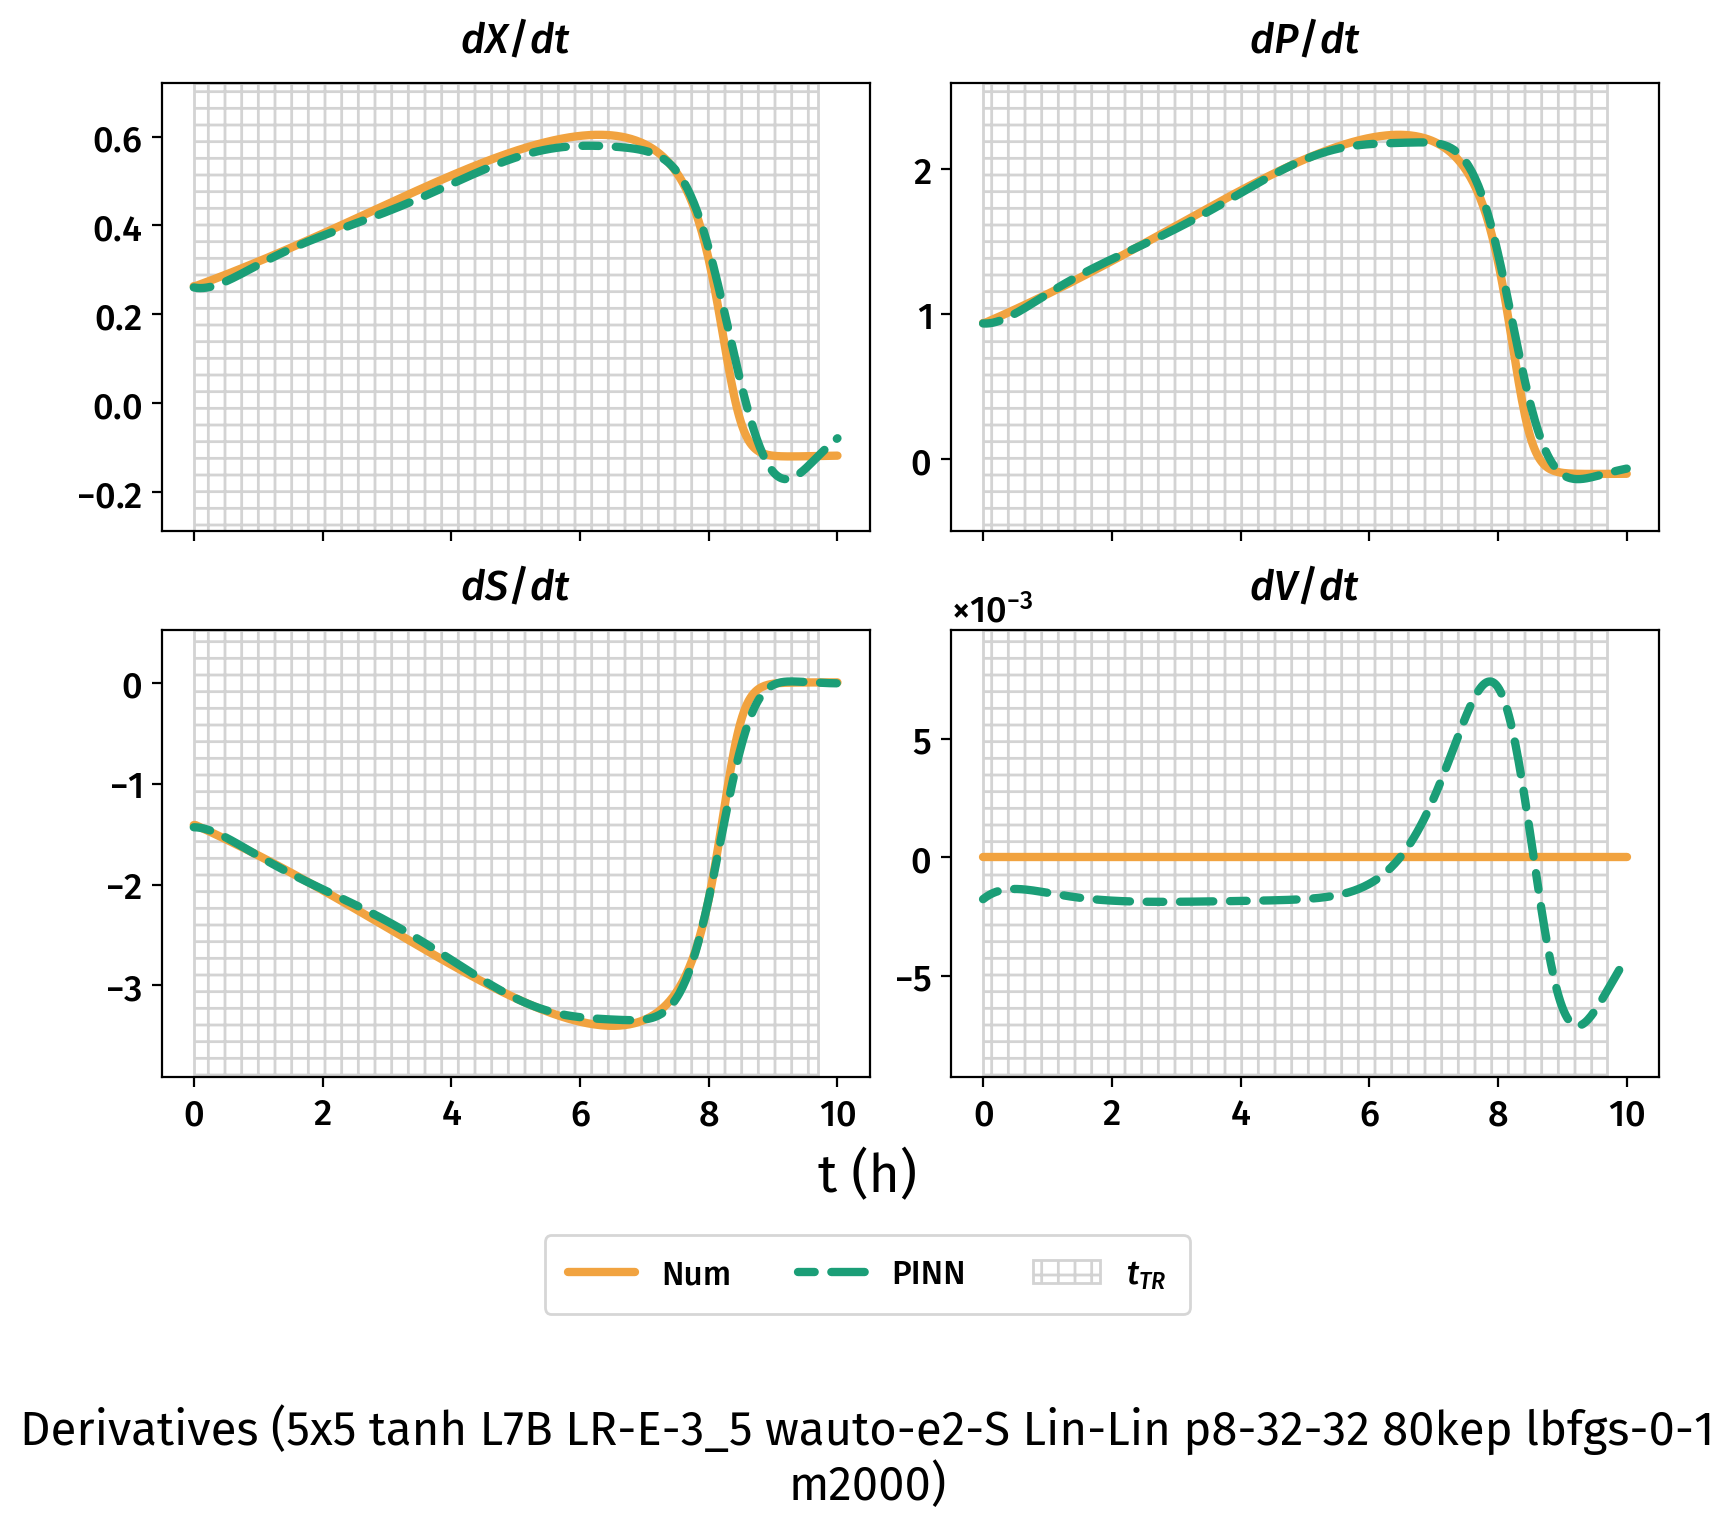 dX/dt
dP/dt
0.6
0.4
0.2
0.0
−0.2
2
1
0
dS/dt
dV/dt
×10⁻³
0
−1
−2
−3
5
0
−5
0 2 4 6 8 10
0 2 4 6 8 10
t (h)
Num PINN t_TR
Derivatives (5x5 tanh L7B LR-E-3_5 wauto-e2-S Lin-Lin p8-32-32 80kep lbfgs-0-1
m2000)